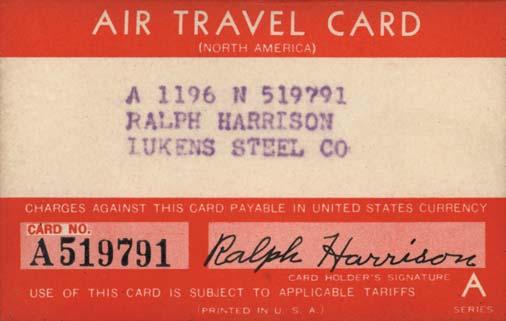 AIR TRAVEL CARD
(NORTH AMERICA)
A 1196 N 519791
RALPH HARRISON
LUKENS STEEL CO
CHARGES AGAINST THIS CARD PAYABLE IN UNITED STATES CURRENCY
CARD NO.
A519791
Ralph Harrison
CARD HOLDER'S SIGNATURE
A
USE OF THIS CARD IS SUBJECT TO APPLICABLE TARIFFS
SERIES
(PRINTED IN U. S. A.)